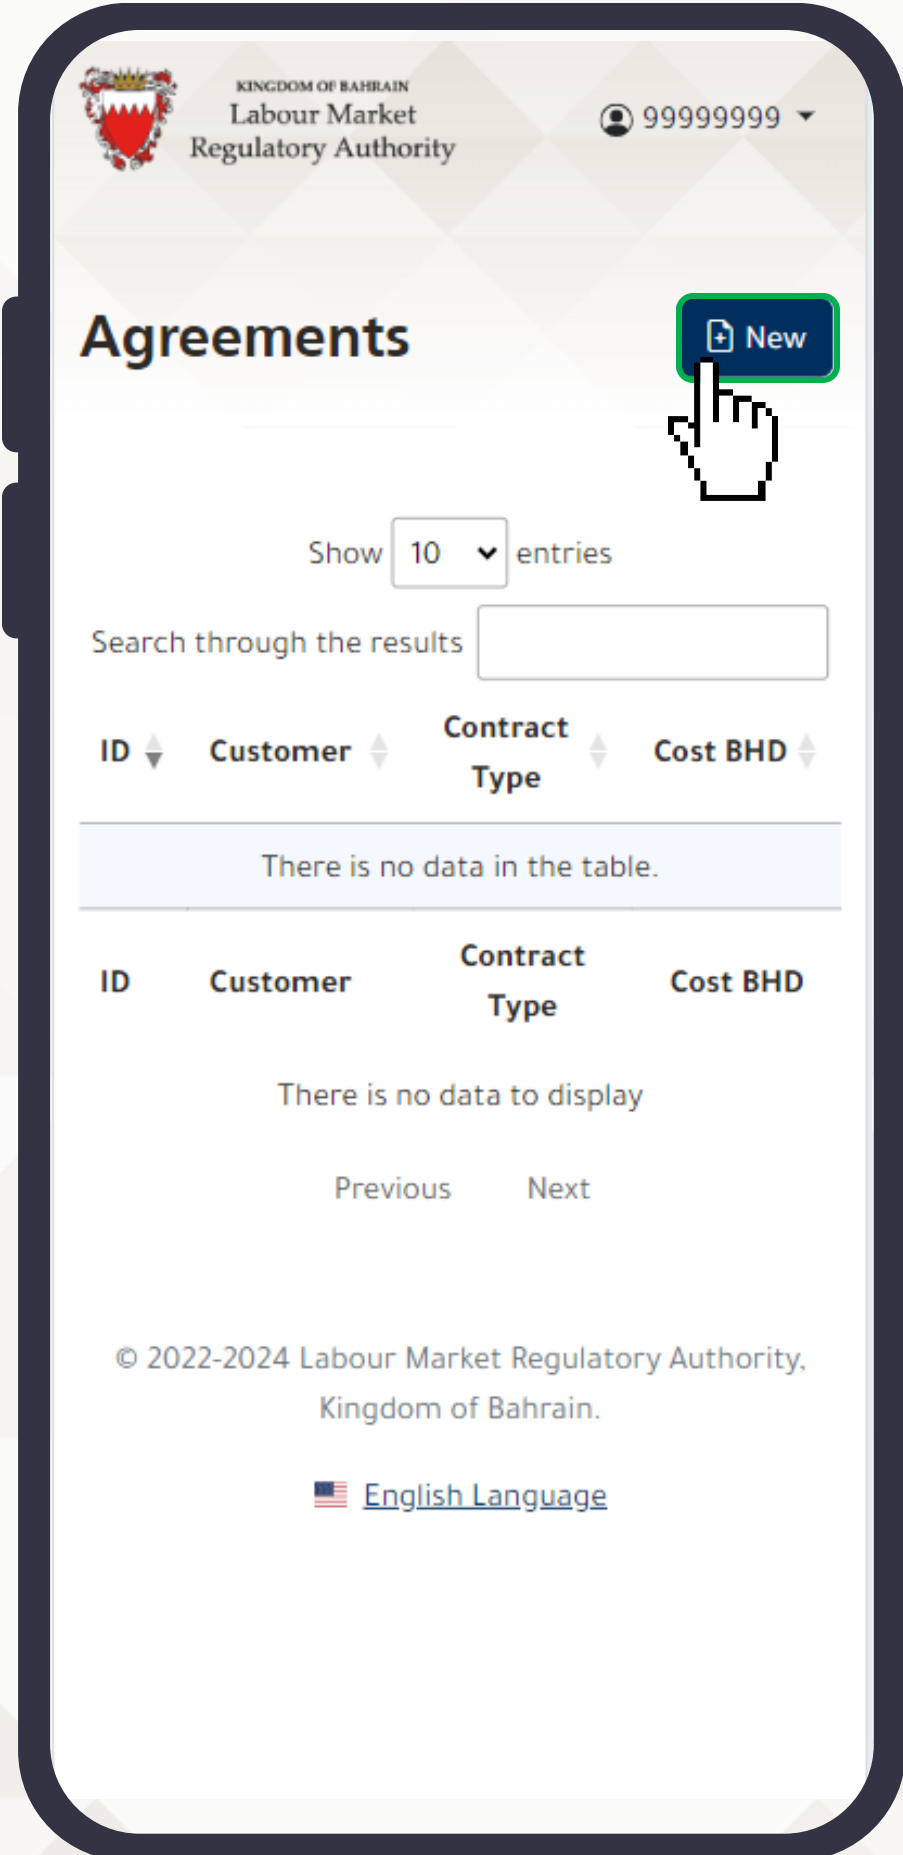 KINGDOM OF BAHRAIN
Labour Market
Regulatory Authority
99999999
Agreements
New
Show 10 entries
Search through the results
ID Customer Contract Type Cost BHD
There is no data in the table.
ID Customer Contract Type Cost BHD
There is no data to display
Previous Next
© 2022-2024 Labour Market Regulatory Authority,
Kingdom of Bahrain.
English Language